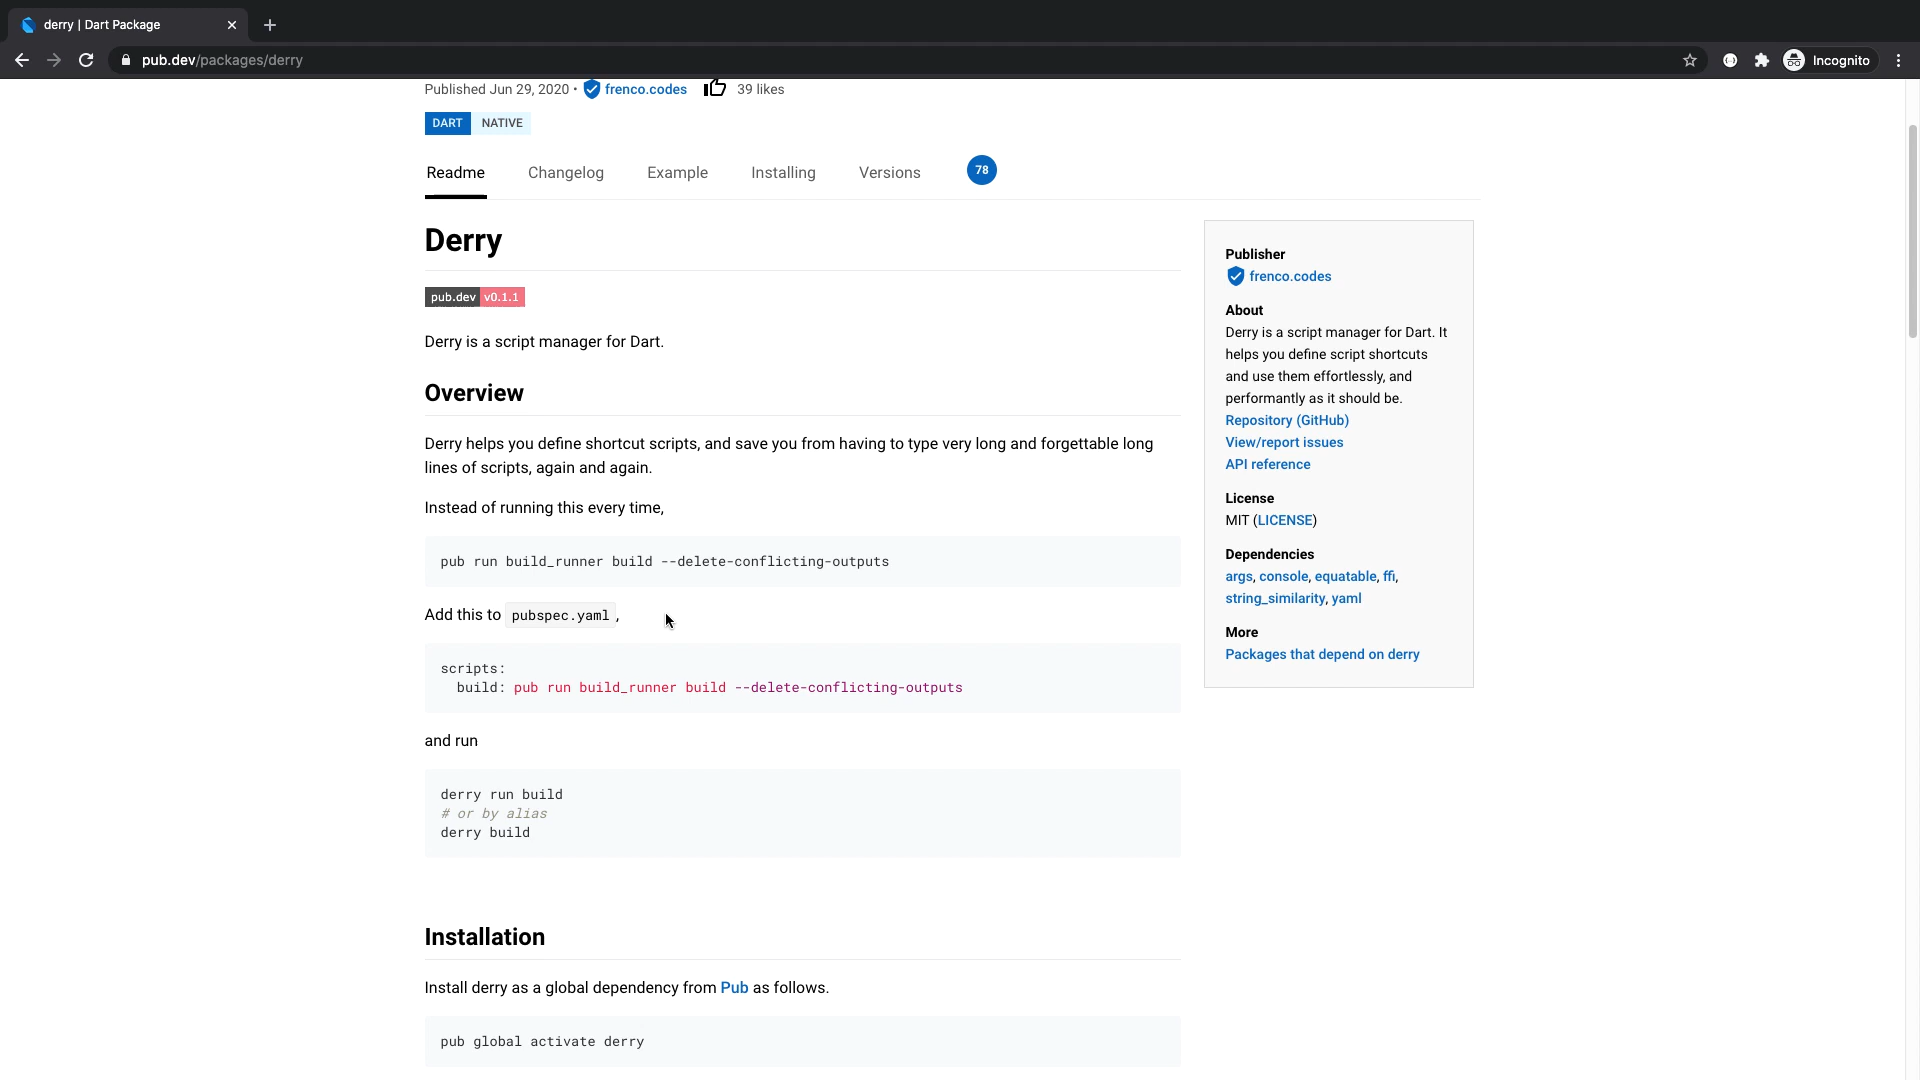 derry | Dart Package
pub.dev/packages/derry
Incognito
Published Jun 29, 2020 • frenco.codes 39 likes
DART NATIVE
Readme Changelog Example Installing Versions 78
Derry
pub.dev v0.1.1
Derry is a script manager for Dart.
Overview
Derry helps you define shortcut scripts, and save you from having to type very long and forgettable long
lines of scripts, again and again.
Instead of running this every time,
pub run build_runner build --delete-conflicting-outputs
Add this to pubspec.yaml ,
scripts:
build: pub run build_runner build --delete-conflicting-outputs
and run
derry run build
# or by alias
derry build
Installation
Install derry as a global dependency from Pub as follows.
pub global activate derry
Publisher
frenco.codes
About
Derry is a script manager for Dart. It
helps you define script shortcuts
and use them effortlessly, and
performantly as it should be.
Repository (GitHub)
View/report issues
API reference
License
MIT (LICENSE)
Dependencies
args, console, equatable, ffi,
string_similarity, yaml
More
Packages that depend on derry